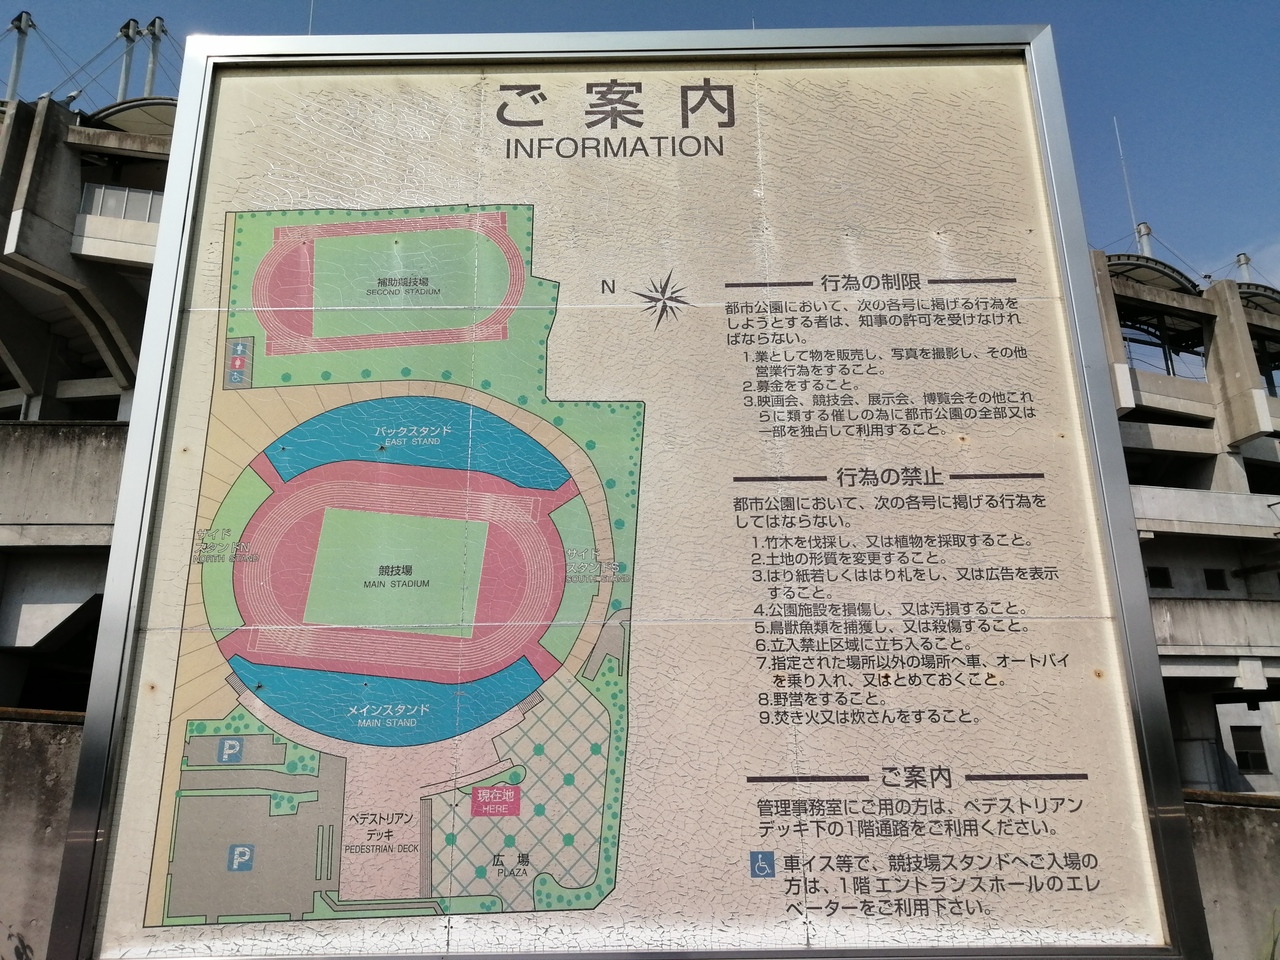 ご案内
INFORMATION
補助競技場
SECOND STADIUM
N
バックスタンド
EAST STAND
サイド
スタンドN
NORTH STAND
サイド
スタンドS
SOUTH STAND
競技場
MAIN STADIUM
メインスタンド
MAIN STAND
P
現在地
HERE
ペデストリアン
デッキ
PEDESTRIAN DECK
P
広場
PLAZA
行為の制限
都市公園において、次の各号に掲げる行為を
しようとする者は、知事の許可を受けなけれ
ばならない。
1.業として物を販売し、写真を撮影し、その他
営業行為をすること。
2.募金をすること。
3.映画会、競技会、展示会、博覧会その他これ
らに類する催しの為に都市公園の全部又は
一部を独占して利用すること。
行為の禁止
都市公園において、次の各号に掲げる行為を
してはならない。
1.竹木を伐採し、又は植物を採取すること。
2.土地の形質を変更すること。
3.はり紙若しくははり札をし、又は広告を表示
すること。
4.公園施設を損傷し、又は汚損すること。
5.鳥獣魚類を捕獲し、又は殺傷すること。
6.立入禁止区域に立ち入ること。
7.指定された場所以外の場所へ車、オートバイ
を乗り入れ、又はとめておくこと。
8.野営をすること。
9.焚き火又は炊さんをすること。
ご案内
管理事務室にご用の方は、ペデストリアン
デッキ下の1階通路をご利用ください。
車イス等で、競技場スタンドへご入場の
方は、1階エントランスホールのエレ
ベーターをご利用下さい。